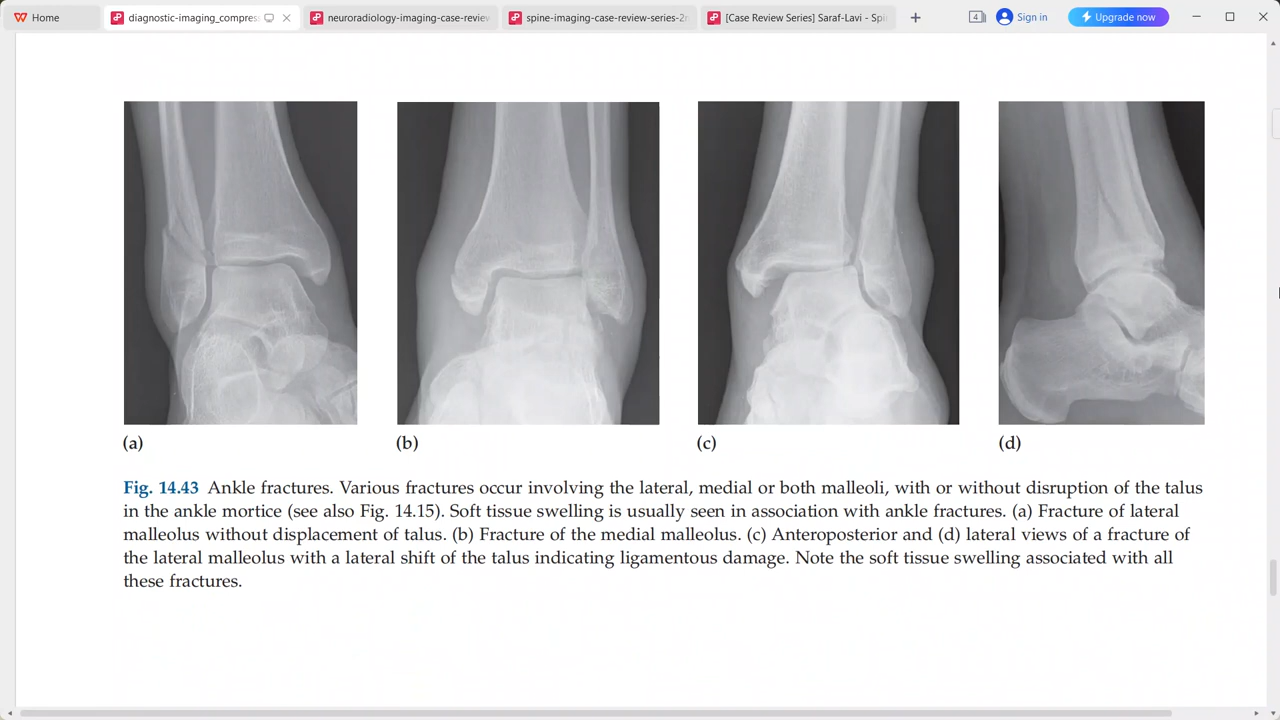 Home
diagnostic-imaging_compress
neuroradiology-imaging-case-review
spine-imaging-case-review-series-2
[Case Review Series] Saraf-Lavi - Spi
4
Sign in
Upgrade now
(a)
(b)
(c)
(d)
Fig. 14.43 Ankle fractures. Various fractures occur involving the lateral, medial or both malleoli, with or without disruption of the talus
in the ankle mortice (see also Fig. 14.15). Soft tissue swelling is usually seen in association with ankle fractures. (a) Fracture of lateral
malleolus without displacement of talus. (b) Fracture of the medial malleolus. (c) Anteroposterior and (d) lateral views of a fracture of
the lateral malleolus with a lateral shift of the talus indicating ligamentous damage. Note the soft tissue swelling associated with all
these fractures.